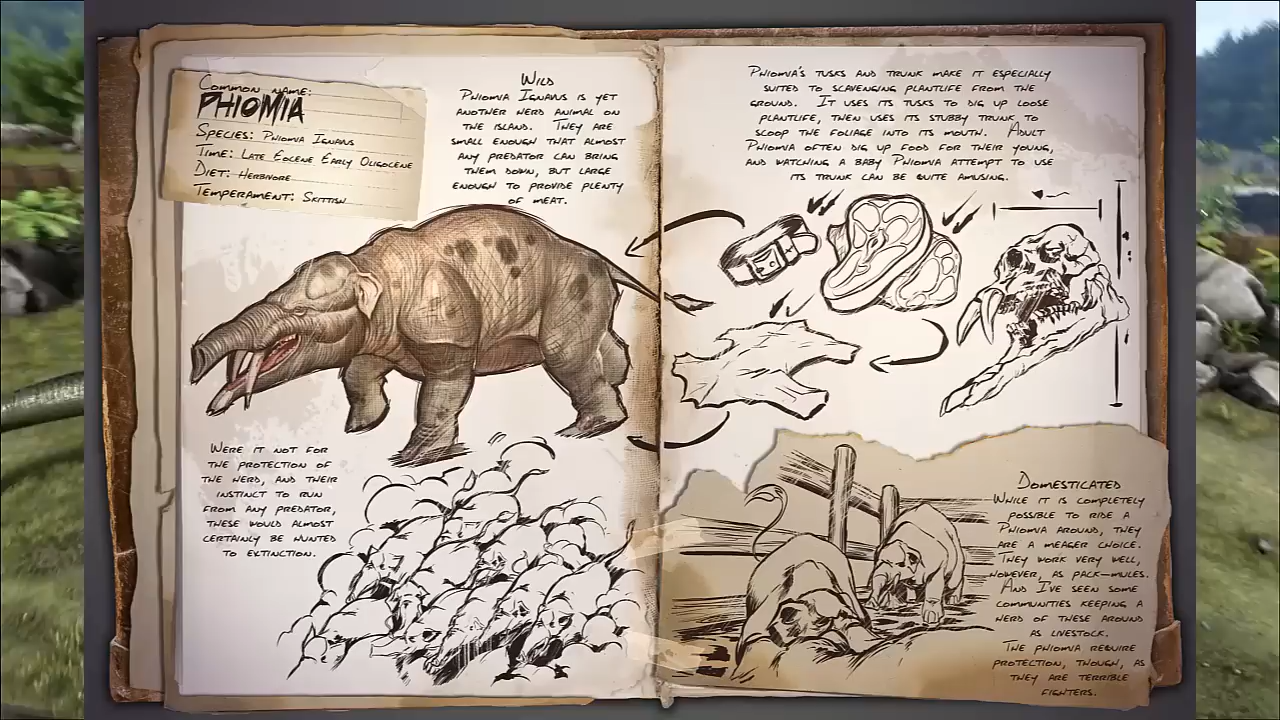 Common name:
PHIOMIA
Species: Phiomia Ignavus
Time: Late Eocene Early Oligocene
Diet: Herbivore
Temperament: Skittish
Wild
Phiomia Ignavus is yet
another herd animal on
the island. They are
small enough that almost
any predator can bring
them down, but large
enough to provide plenty
of meat.
Were it not for
the protection of
the herd, and their
instinct to run
from any predator,
these would almost
certainly be hunted
to extinction.
Phiomia's tusks and trunk make it especially
suited to scavenging plantlife from the
ground. It uses its tusks to dig up loose
plantlife, then uses its stubby trunk to
scoop the foliage into its mouth. Adult
Phiomia often dig up food for their young,
and watching a baby Phiomia attempt to use
its trunk can be quite amusing.
Domesticated
While it is completely
possible to ride a
Phiomia around, they
are a meager choice.
They work very well,
however, as pack-mules.
And I've seen some
communities keeping a
herd of these around
as livestock.
The phiomia require
protection, though, as
they are terrible
fighters.